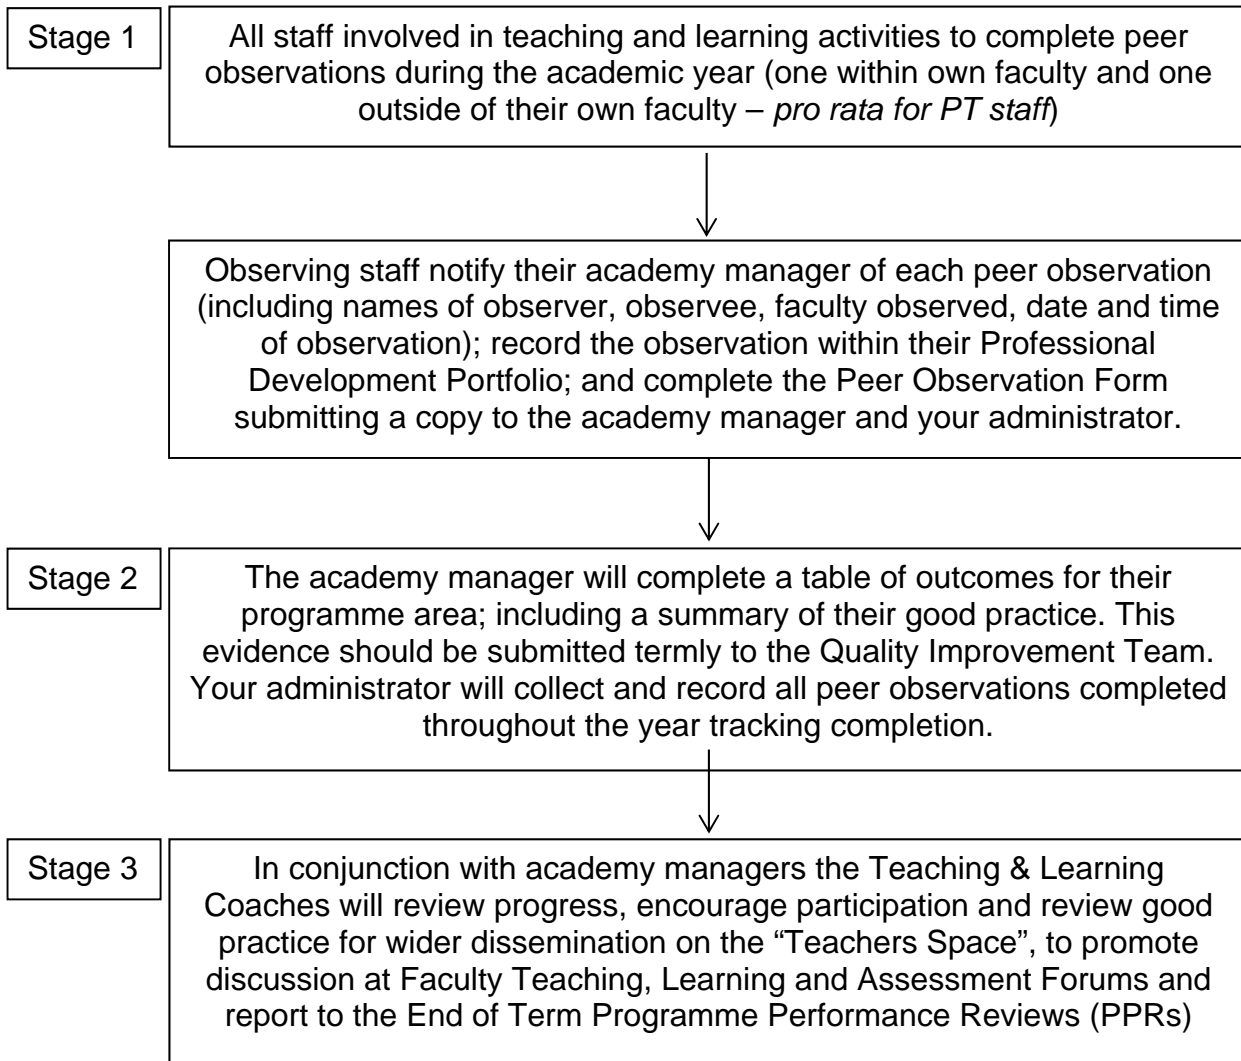 Stage 1
All staff involved in teaching and learning activities to complete peer
observations during the academic year (one within own faculty and one
outside of their own faculty – pro rata for PT staff)
Observing staff notify their academy manager of each peer observation
(including names of observer, observee, faculty observed, date and time
of observation); record the observation within their Professional
Development Portfolio; and complete the Peer Observation Form
submitting a copy to the academy manager and your administrator.
Stage 2
The academy manager will complete a table of outcomes for their
programme area; including a summary of their good practice. This
evidence should be submitted termly to the Quality Improvement Team.
Your administrator will collect and record all peer observations completed
throughout the year tracking completion.
Stage 3
In conjunction with academy managers the Teaching & Learning
Coaches will review progress, encourage participation and review good
practice for wider dissemination on the “Teachers Space”, to promote
discussion at Faculty Teaching, Learning and Assessment Forums and
report to the End of Term Programme Performance Reviews (PPRs)